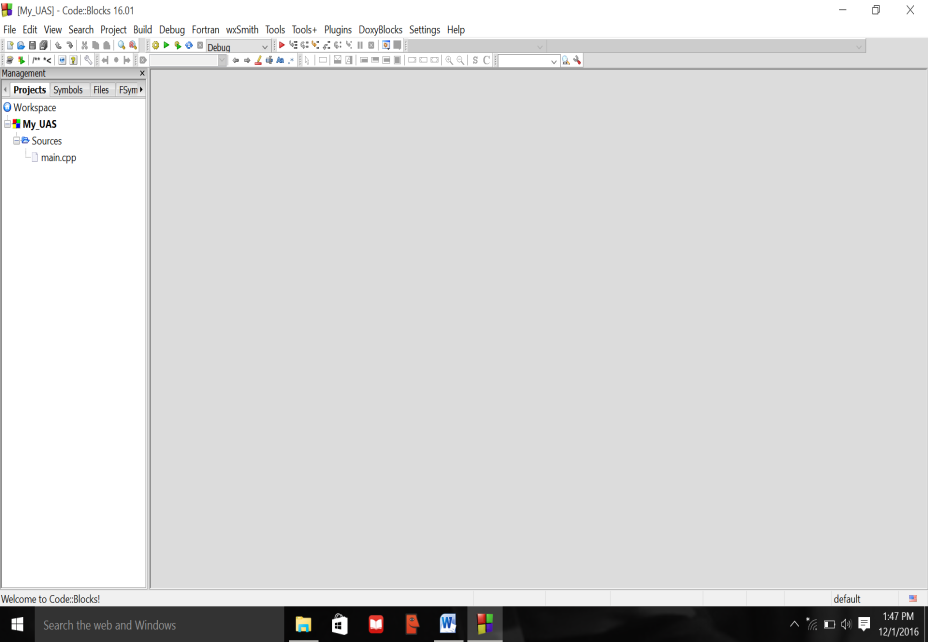 [My_UAS] - Code::Blocks 16.01
File Edit View Search Project Build Debug Fortran wxSmith Tools Tools+ Plugins DoxyBlocks Settings Help
Debug
/** *<
S C
Management
Projects Symbols Files FSym
Workspace
My_UAS
Sources
main.cpp
Welcome to Code::Blocks!
default
Search the web and Windows
1:47 PM
12/1/2016